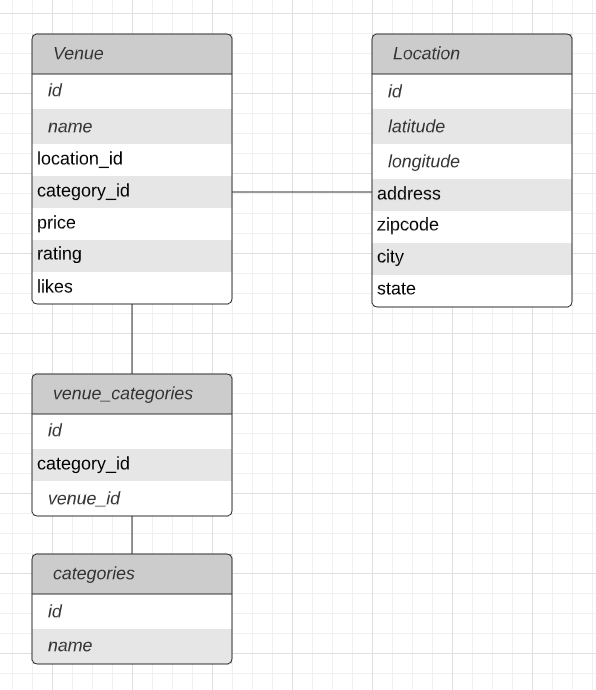 Venue
id
name
location_id
category_id
price
rating
likes
Location
id
latitude
longitude
address
zipcode
city
state
venue_categories
id
category_id
venue_id
categories
id
name